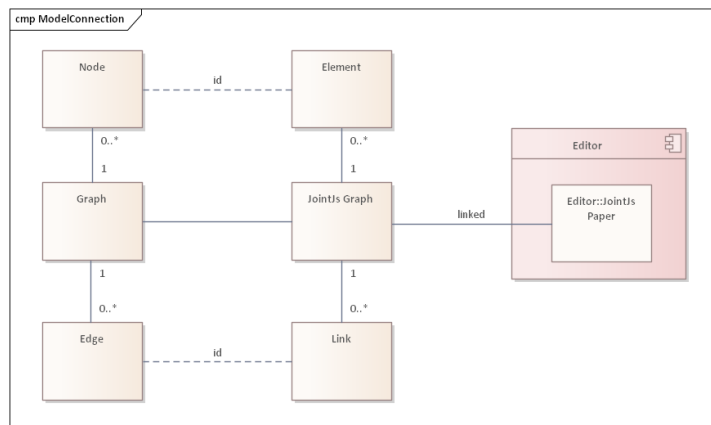 cmp ModelConnection
Node
id
Element
0..*
0..*
1
1
Editor
Graph
JointJs Graph
linked
Editor::JointJs
Paper
1
1
0..*
0..*
Edge
id
Link